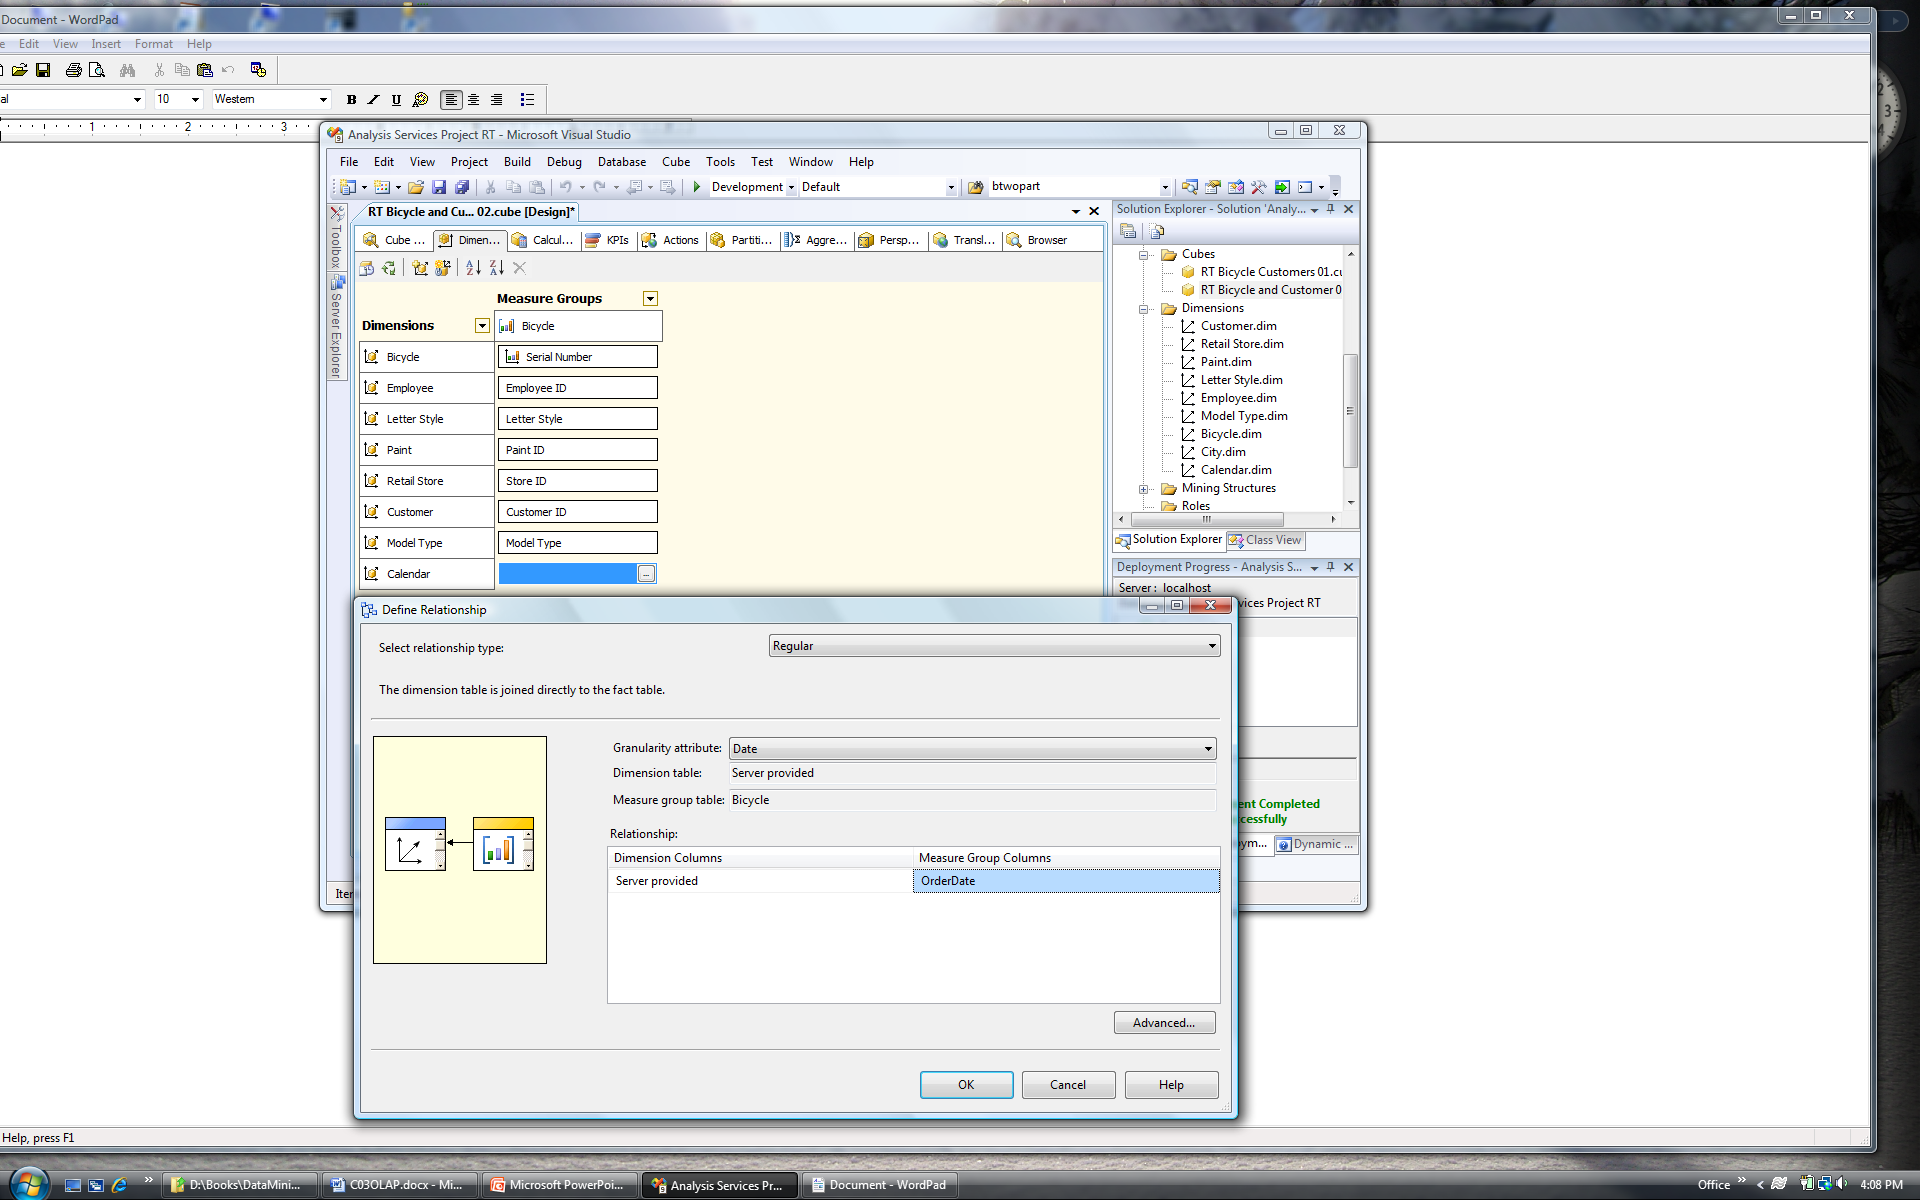 Document - WordPad
e Edit View Insert Format Help
al 10 Western
B I U
1 2 3
Analysis Services Project RT - Microsoft Visual Studio
File Edit View Project Build Debug Database Cube Tools Test Window Help
Development Default btwopart
Toolbox
Server Explorer
RT Bicycle and Cu... 02.cube [Design]*
Cube ... Dimen... Calcul... KPIs Actions Partiti... Aggre... Persp... Transl... Browser
Measure Groups
Dimensions Bicycle
Bicycle Serial Number
Employee Employee ID
Letter Style Letter Style
Paint Paint ID
Retail Store Store ID
Customer Customer ID
Model Type Model Type
Calendar ...
Solution Explorer - Solution 'Analy...
Cubes
RT Bicycle Customers 01.cu
RT Bicycle and Customer 0
Dimensions
Customer.dim
Retail Store.dim
Paint.dim
Letter Style.dim
Employee.dim
Model Type.dim
Bicycle.dim
City.dim
Calendar.dim
Mining Structures
Roles
Solution Explorer Class View
Deployment Progress - Analysis S...
Server : localhost
vices Project RT
ent Completed
cessfully
ym... Dynamic ...
Iter
Define Relationship
Select relationship type: Regular
The dimension table is joined directly to the fact table.
Granularity attribute: Date
Dimension table: Server provided
Measure group table: Bicycle
Relationship:
Dimension Columns Measure Group Columns
Server provided OrderDate
Advanced...
OK Cancel Help
Help, press F1
D:\Books\DataMini... C03OLAP.docx - Mi... Microsoft PowerPoi... Analysis Services Pr... Document - WordPad Office 4:08 PM